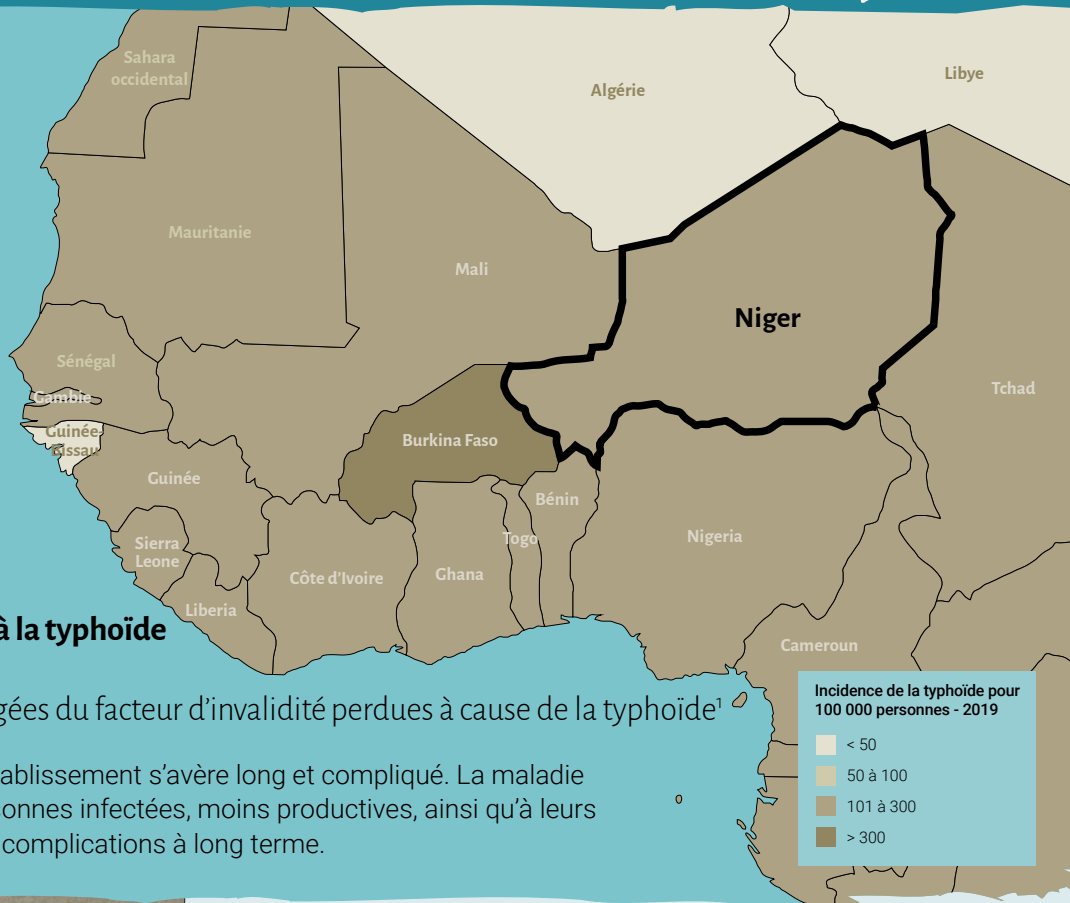 Sahara
occidental
Algérie
Libye
Mauritanie
Mali
Niger
Sénégal
Tchad
Gambie
Guinée-
Bissau
Burkina Faso
Guinée
Bénin
Nigeria
Togo
Sierra
Leone
Côte d'Ivoire
Ghana
Liberia
Cameroun
à la typhoïde
gées du facteur d'invalidité perdues à cause de la typhoïde¹
ablissement s'avère long et compliqué. La maladie
onnes infectées, moins productives, ainsi qu'à leurs
complications à long terme.
Incidence de la typhoïde pour
100 000 personnes - 2019
< 50
50 à 100
101 à 300
> 300